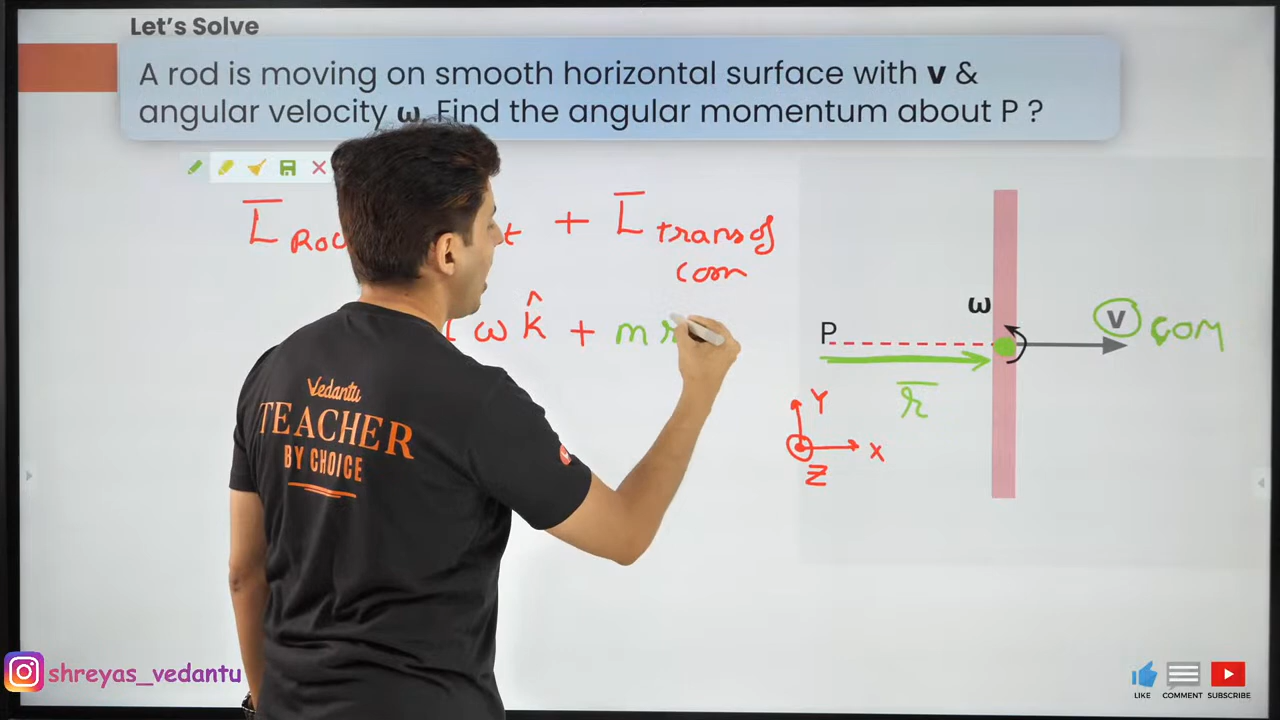 Let's Solve
A rod is moving on smooth horizontal surface with v &
angular velocity ω. Find the angular momentum about P ?
L + L trans of
com
ω k̂ + m r
P
ω
v com
r̄
Y
X
Z
Vedantu
TEACHER
BY CHOICE
shreyas_vedantu
LIKE COMMENT SUBSCRIBE